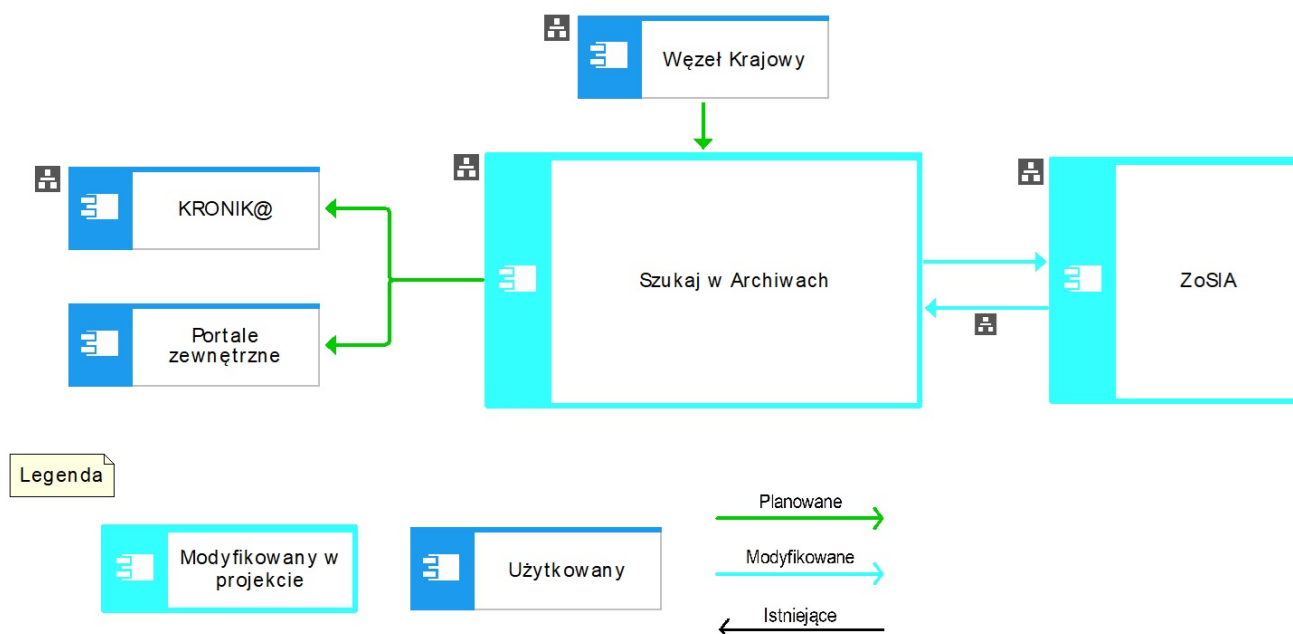 Węzeł Krajowy
KRONIK@
Szukaj w Archiwach
ZoSIA
Portale
zewnętrzne
Legenda
Modyfikowany w
projekcie
Użytkowany
Planowane
Modyfikowane
Istniejące